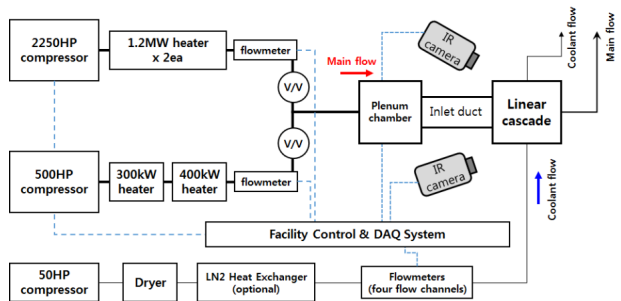 2250HP
compressor
1.2MW heater
x 2ea
flowmeter
V/V
Main flow
IR
camera
Coolant flow
Main flow
Plenum
chamber
Inlet duct
Linear
cascade
V/V
500HP
compressor
300kW
heater
400kW
heater
flowmeter
IR
camera
Coolant flow
Facility Control & DAQ System
50HP
compressor
Dryer
LN2 Heat Exchanger
(optional)
Flowmeters
(four flow channels)